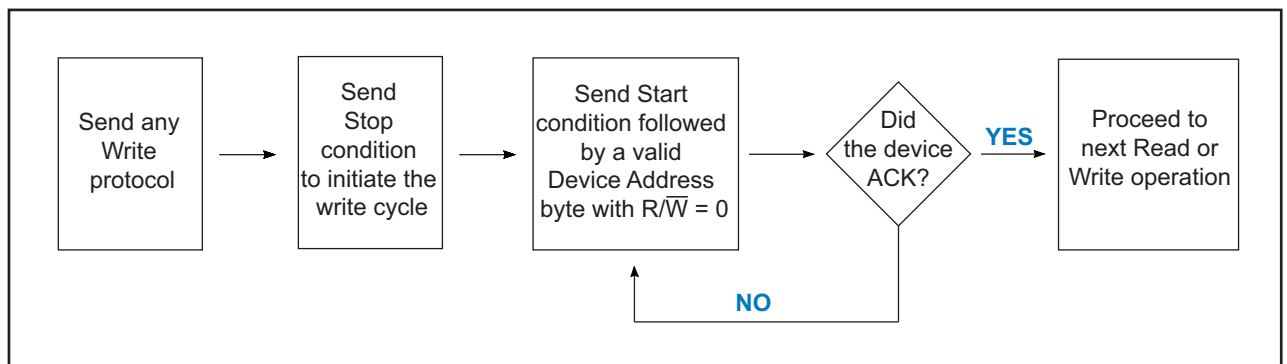 Send any
Write
protocol
Send
Stop
condition
to initiate the
write cycle
Send Start
condition followed
by a valid
Device Address
byte with R/W̅ = 0
Did
the device
ACK?
YES
NO
Proceed to
next Read or
Write operation